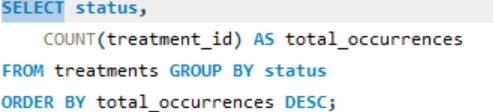 SELECT status,
    COUNT(treatment_id) AS total_occurrences
FROM treatments GROUP BY status
ORDER BY total_occurrences DESC;